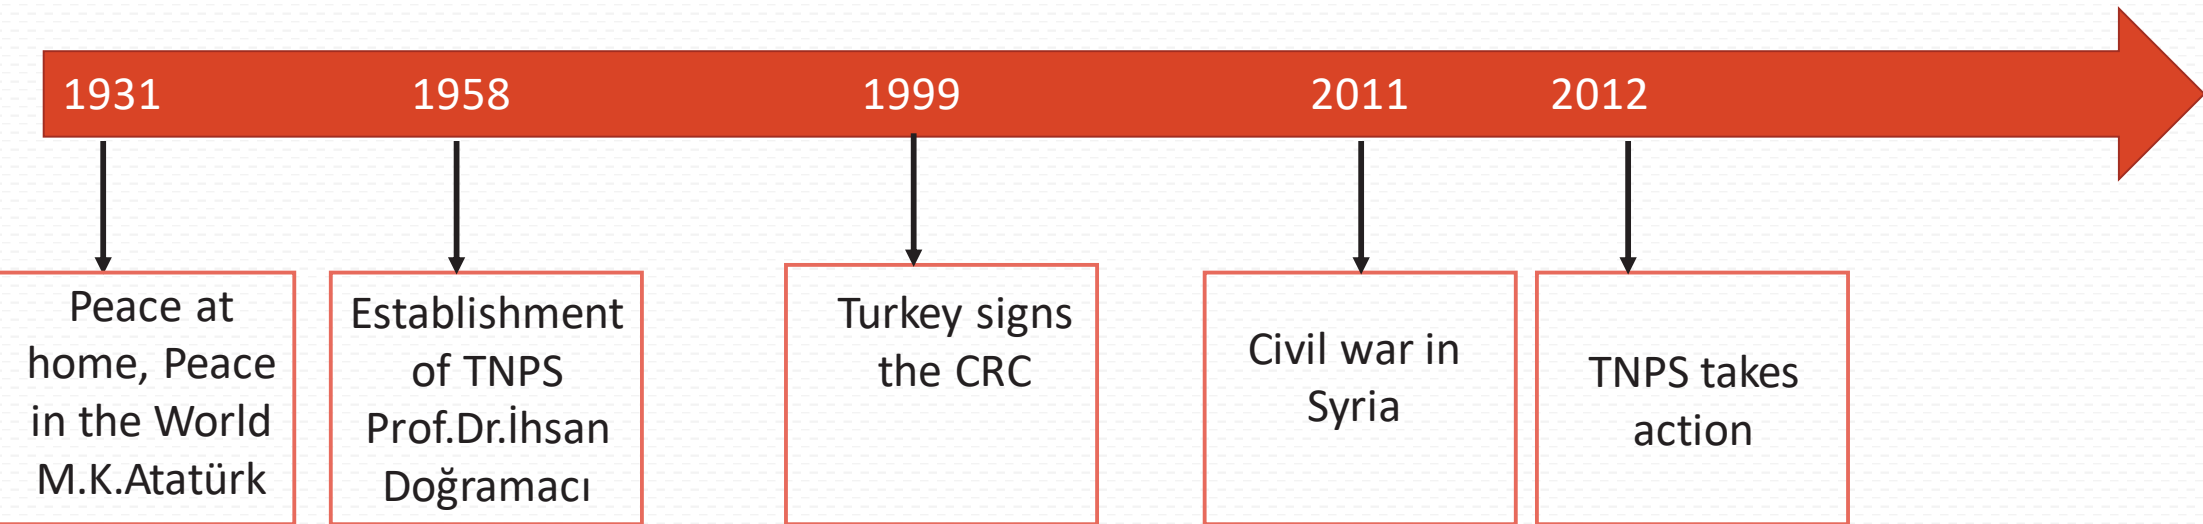 1931 1958 1999 2011 2012
Peace at
home, Peace
in the World
M.K.Atatürk
Establishment
of TNPS
Prof.Dr.İhsan
Doğramacı
Turkey signs
the CRC
Civil war in
Syria
TNPS takes
action